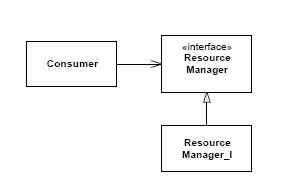 Consumer
«interface»
Resource
Manager
Resource
Manager_I